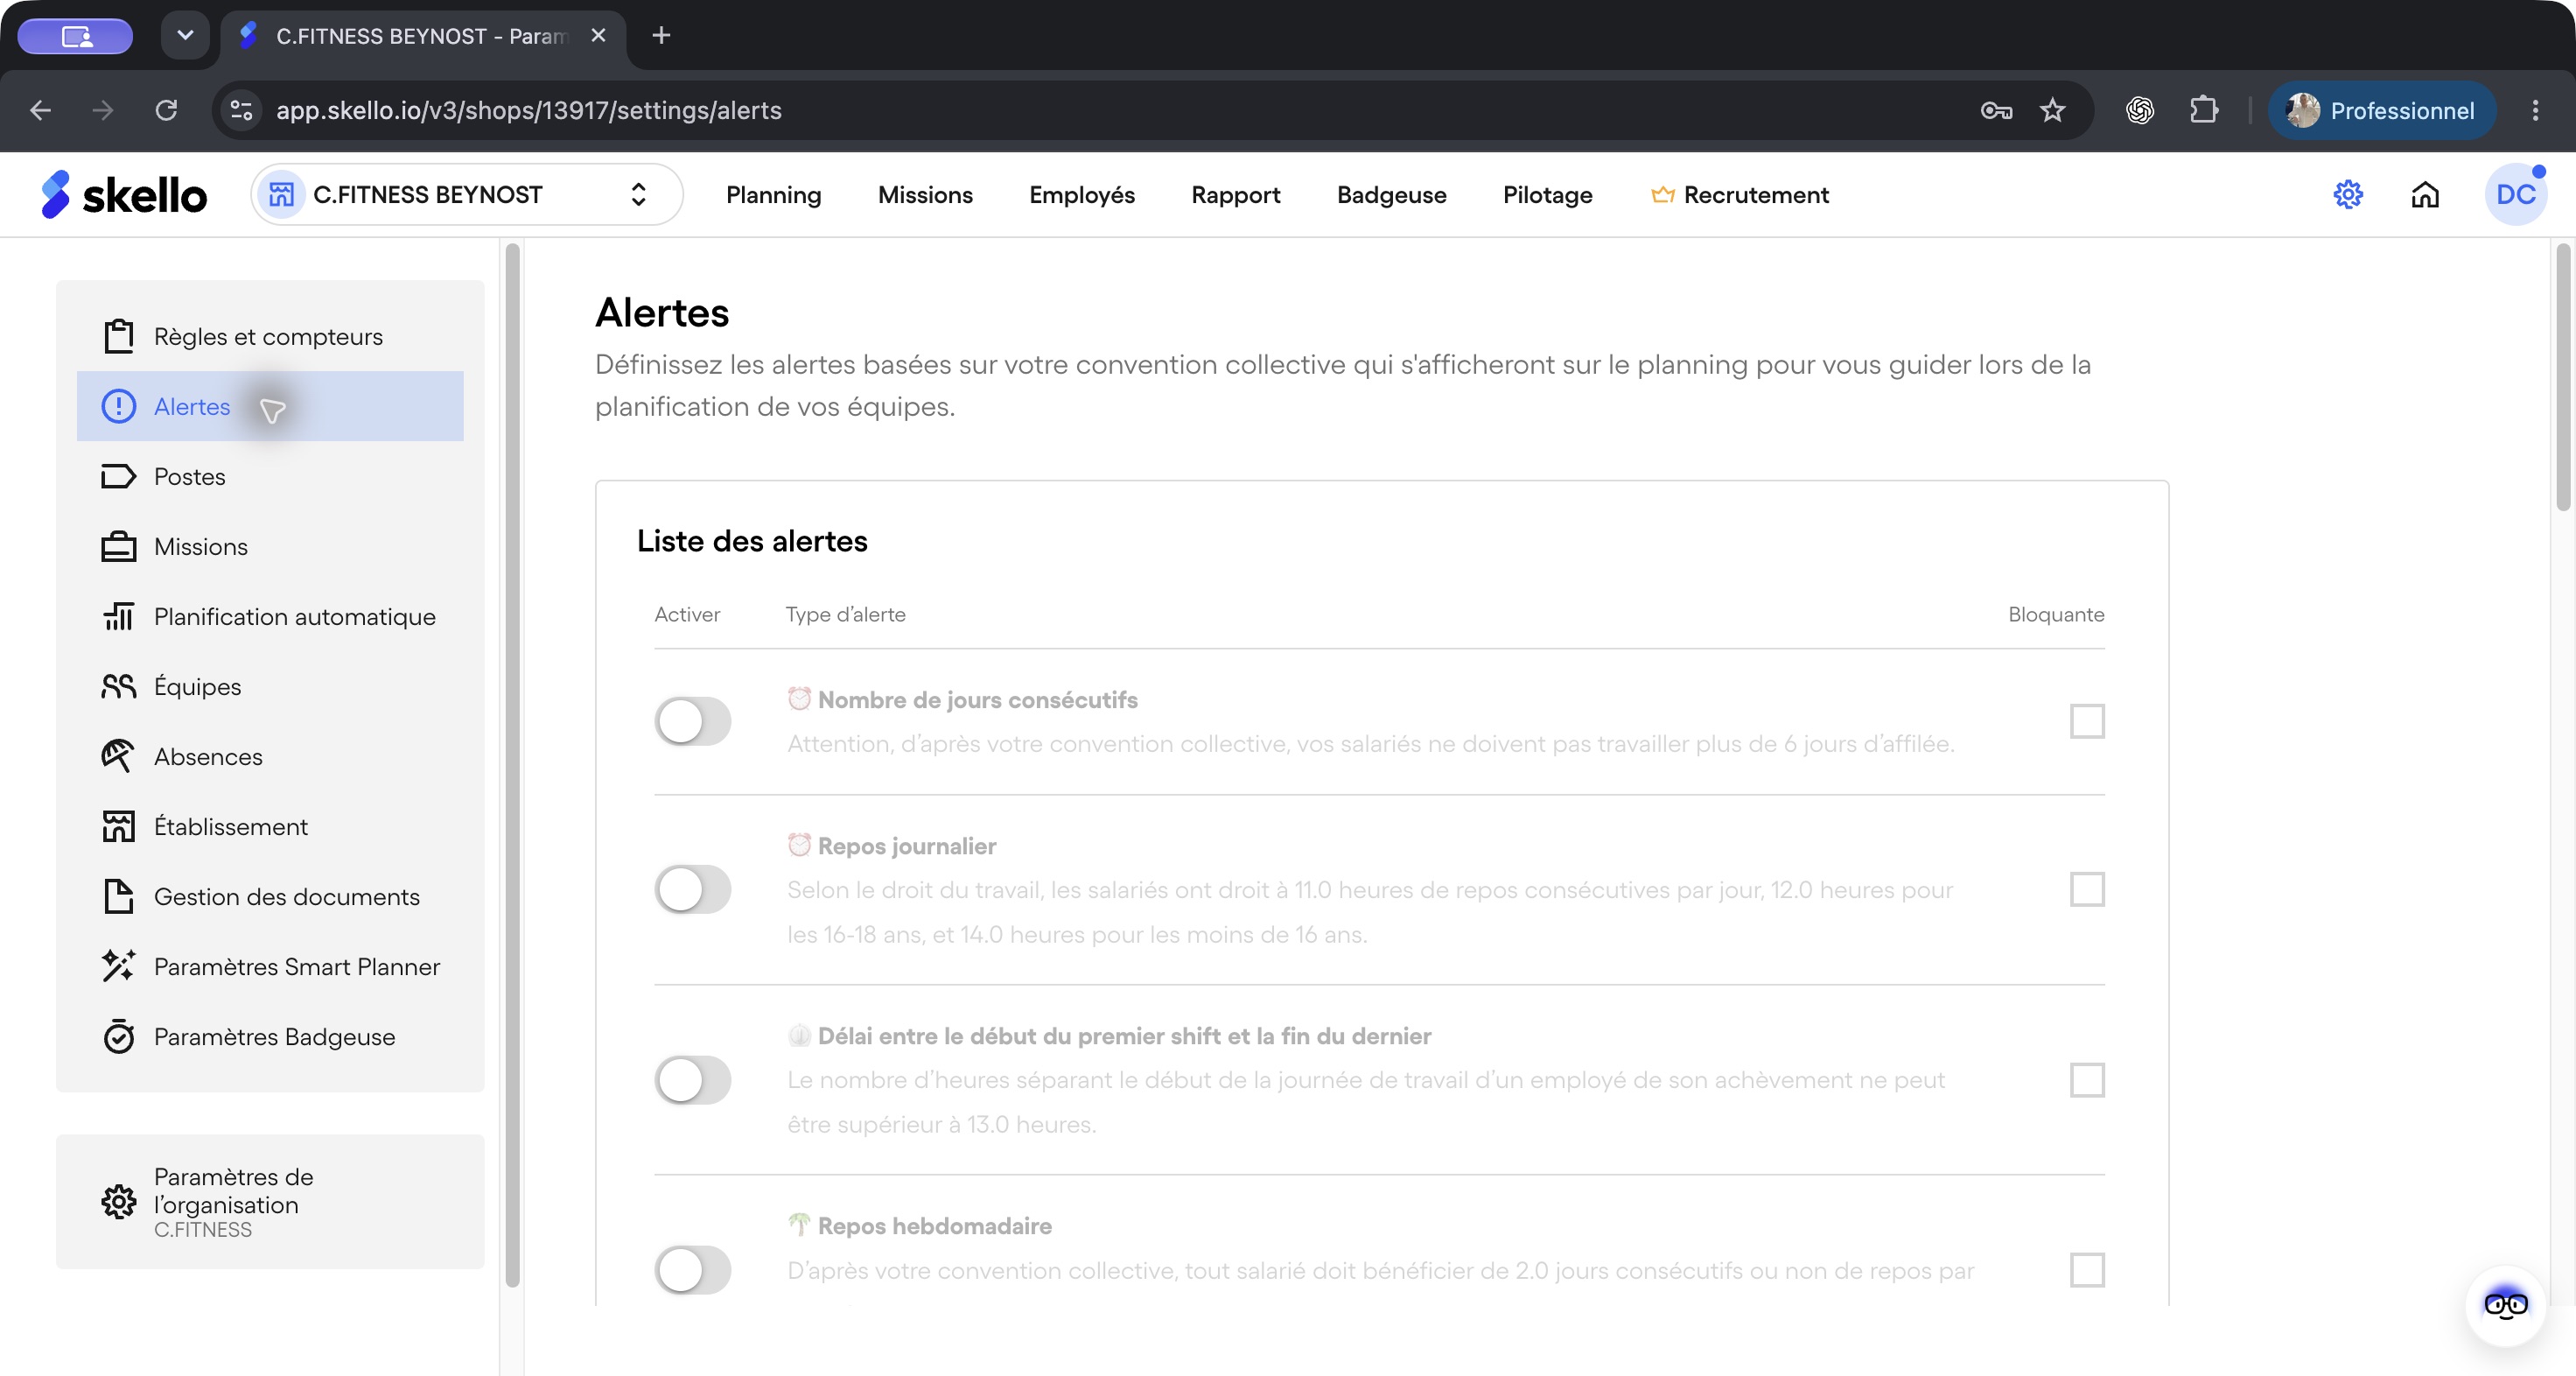 C.FITNESS BEYNOST - Param
app.skello.io/v3/shops/13917/settings/alerts
Professionnel
skello
C.FITNESS BEYNOST
Planning
Missions
Employés
Rapport
Badgeuse
Pilotage
Recrutement
DC
Règles et compteurs
Alertes
Postes
Missions
Planification automatique
Équipes
Absences
Établissement
Gestion des documents
Paramètres Smart Planner
Paramètres Badgeuse
Paramètres de
l’organisation
C.FITNESS
Alertes
Définissez les alertes basées sur votre convention collective qui s'afficheront sur le planning pour vous guider lors de la
planification de vos équipes.
Liste des alertes
Activer Type d’alerte Bloquante
Nombre de jours consécutifs
Attention, d’après votre convention collective, vos salariés ne doivent pas travailler plus de 6 jours d’affilée.
Repos journalier
Selon le droit du travail, les salariés ont droit à 11.0 heures de repos consécutives par jour, 12.0 heures pour
les 16-18 ans, et 14.0 heures pour les moins de 16 ans.
Délai entre le début du premier shift et la fin du dernier
Le nombre d’heures séparant le début de la journée de travail d’un employé de son achèvement ne peut
être supérieur à 13.0 heures.
Repos hebdomadaire
D’après votre convention collective, tout salarié doit bénéficier de 2.0 jours consécutifs ou non de repos par